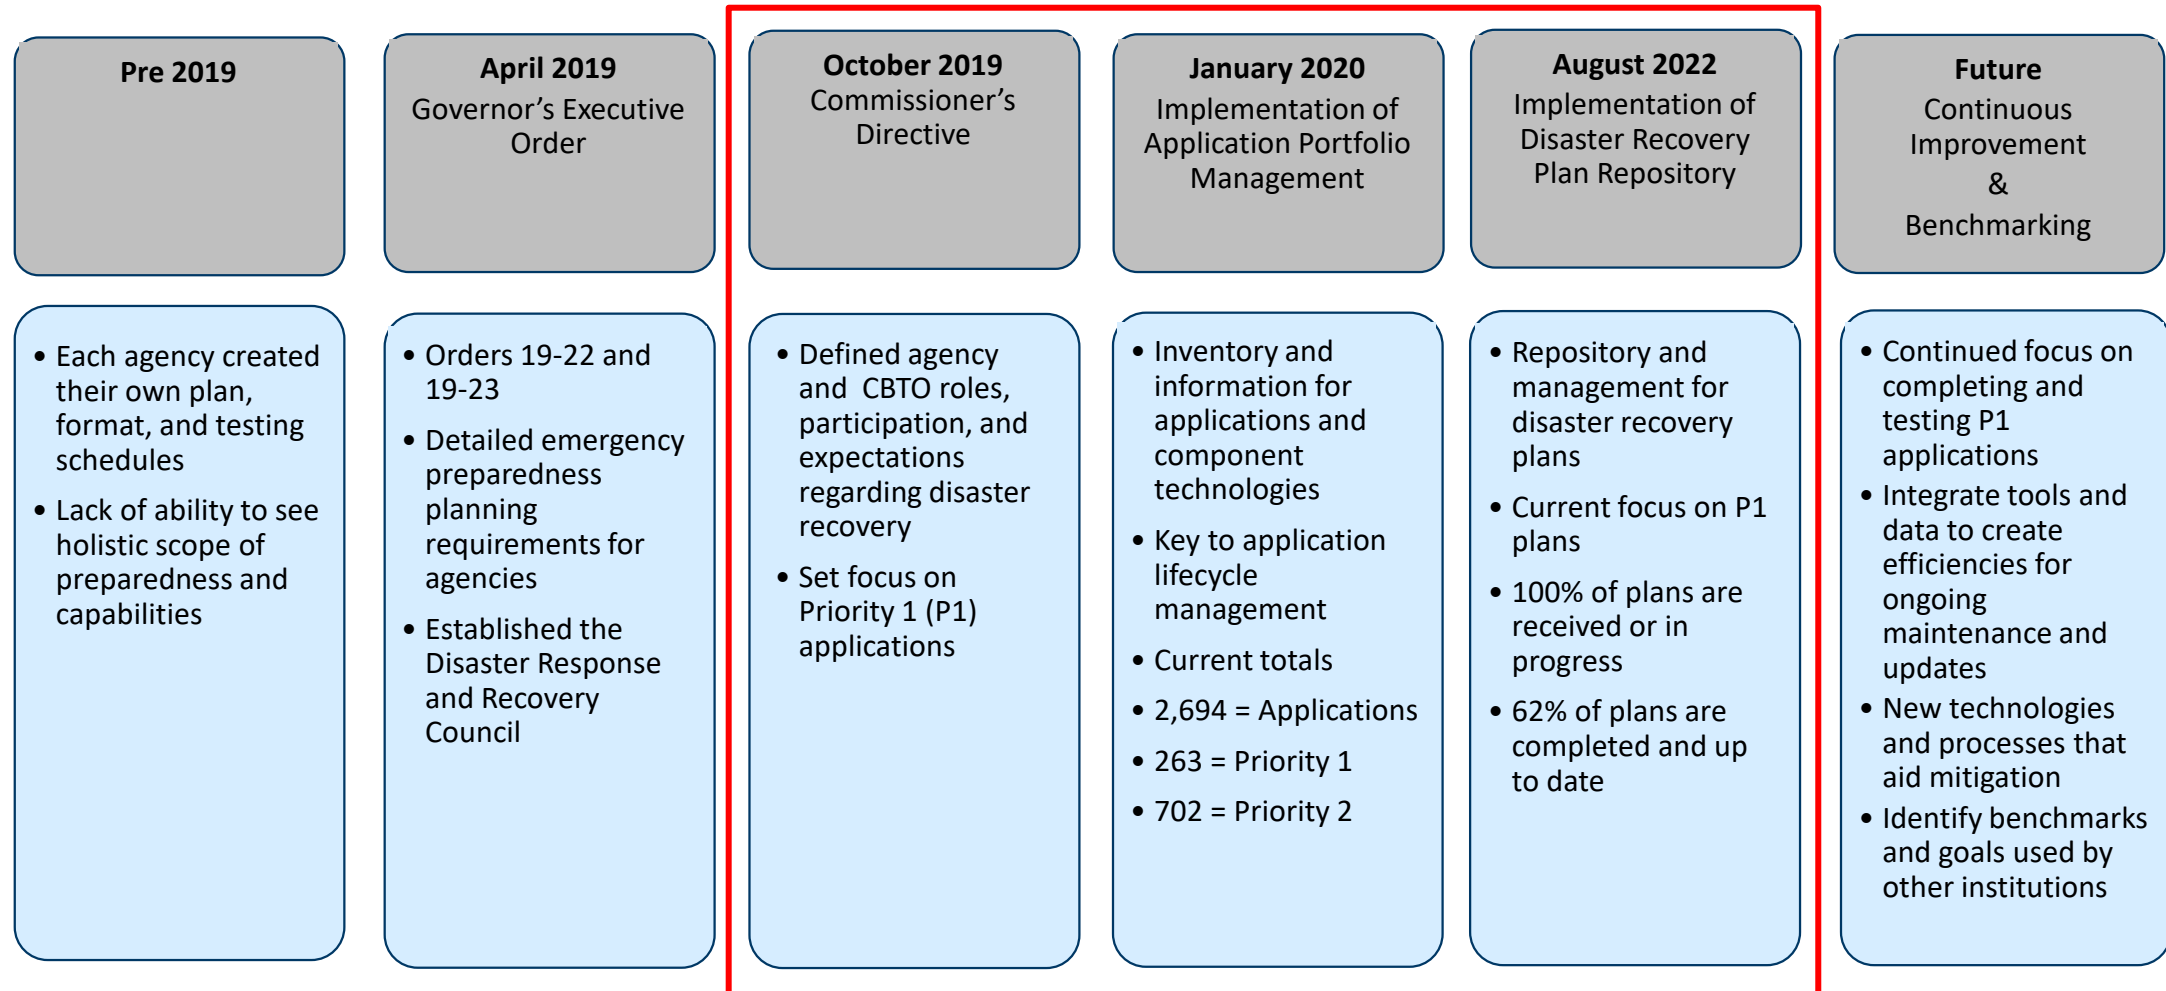 Pre 2019
• Each agency created
their own plan,
format, and testing
schedules
• Lack of ability to see
holistic scope of
preparedness and
capabilities
April 2019
Governor’s Executive
Order
• Orders 19-22 and
19-23
• Detailed emergency
preparedness
planning
requirements for
agencies
• Established the
Disaster Response
and Recovery
Council
October 2019
Commissioner’s
Directive
• Defined agency
and CBTO roles,
participation, and
expectations
regarding disaster
recovery
• Set focus on
Priority 1 (P1)
applications
January 2020
Implementation of
Application Portfolio
Management
• Inventory and
information for
applications and
component
technologies
• Key to application
lifecycle
management
• Current totals
• 2,694 = Applications
• 263 = Priority 1
• 702 = Priority 2
August 2022
Implementation of
Disaster Recovery
Plan Repository
• Repository and
management for
disaster recovery
plans
• Current focus on P1
plans
• 100% of plans are
received or in
progress
• 62% of plans are
completed and up
to date
Future
Continuous
Improvement
&
Benchmarking
• Continued focus on
completing and
testing P1
applications
• Integrate tools and
data to create
efficiencies for
ongoing
maintenance and
updates
• New technologies
and processes that
aid mitigation
• Identify benchmarks
and goals used by
other institutions